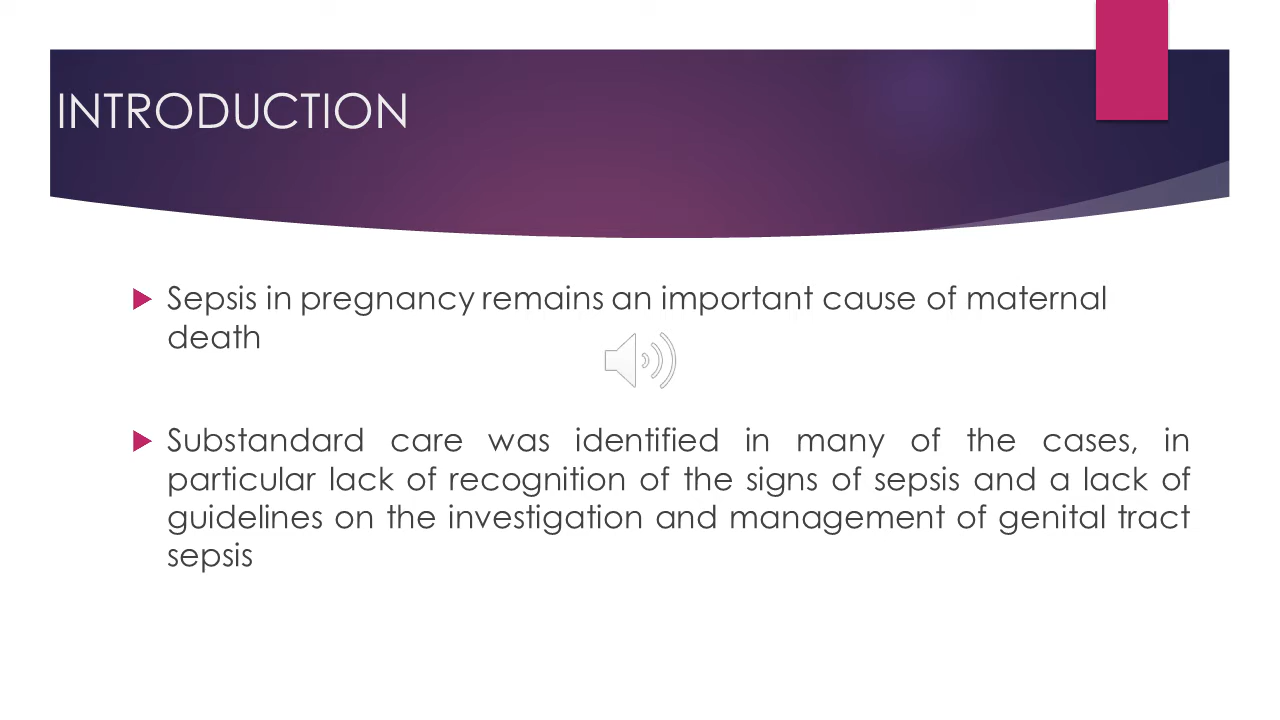 INTRODUCTION
Sepsis in pregnancy remains an important cause of maternal
death
Substandard care was identified in many of the cases, in
particular lack of recognition of the signs of sepsis and a lack of
guidelines on the investigation and management of genital tract
sepsis